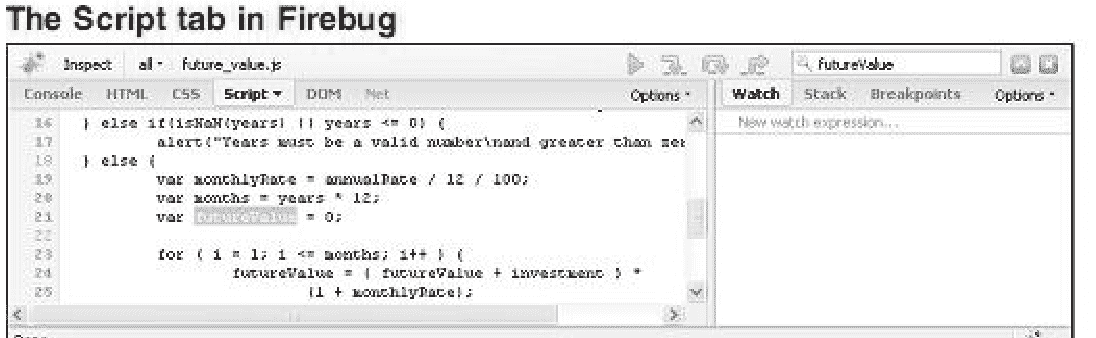 The Script tab in Firebug
Inspect all future_value.js futureValue
Console HTML CSS Script DOM Net Options Watch Stack Breakpoints Options
New watch expression...
16 } else if(isNaN(years) || years <= 0) {
17 alert("Years must be a valid number\nand greater than zer
18 } else {
19 var monthlyRate = annualRate / 12 / 100;
20 var months = years * 12;
21 var futureValue = 0;
22
23 for ( i = 1; i <= months; i++ ) {
24 futureValue = ( futureValue + investment ) *
25 (1 + monthlyRate);